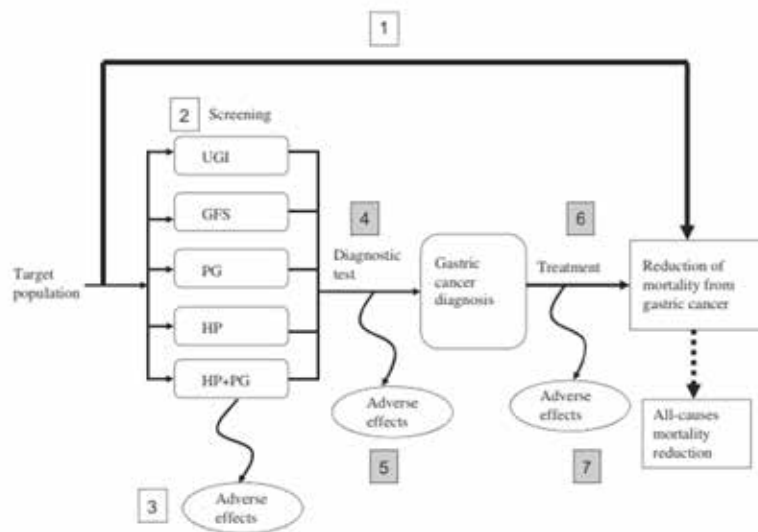 1
2 Screening
UGI
GFS
PG
HP
HP+PG
Target
population
3
Adverse
effects
4
Diagnostic
test
Adverse
effects
5
Gastric
cancer
diagnosis
6
Treatment
Adverse
effects
7
Reduction of
mortality from
gastric cancer
All-causes
mortality
reduction